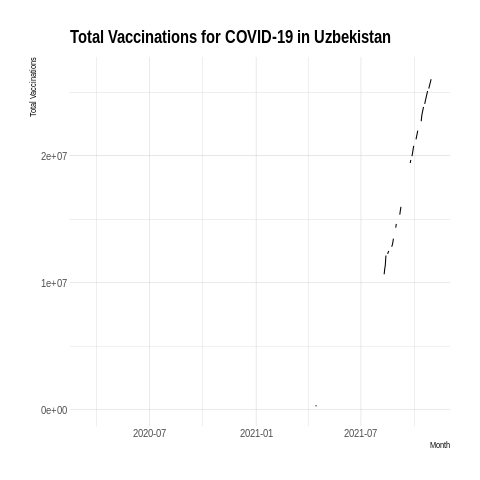 Total Vaccinations for COVID-19 in Uzbekistan
Total Vaccinations
2e+07
1e+07
0e+00
2020-07 2021-01 2021-07
Month